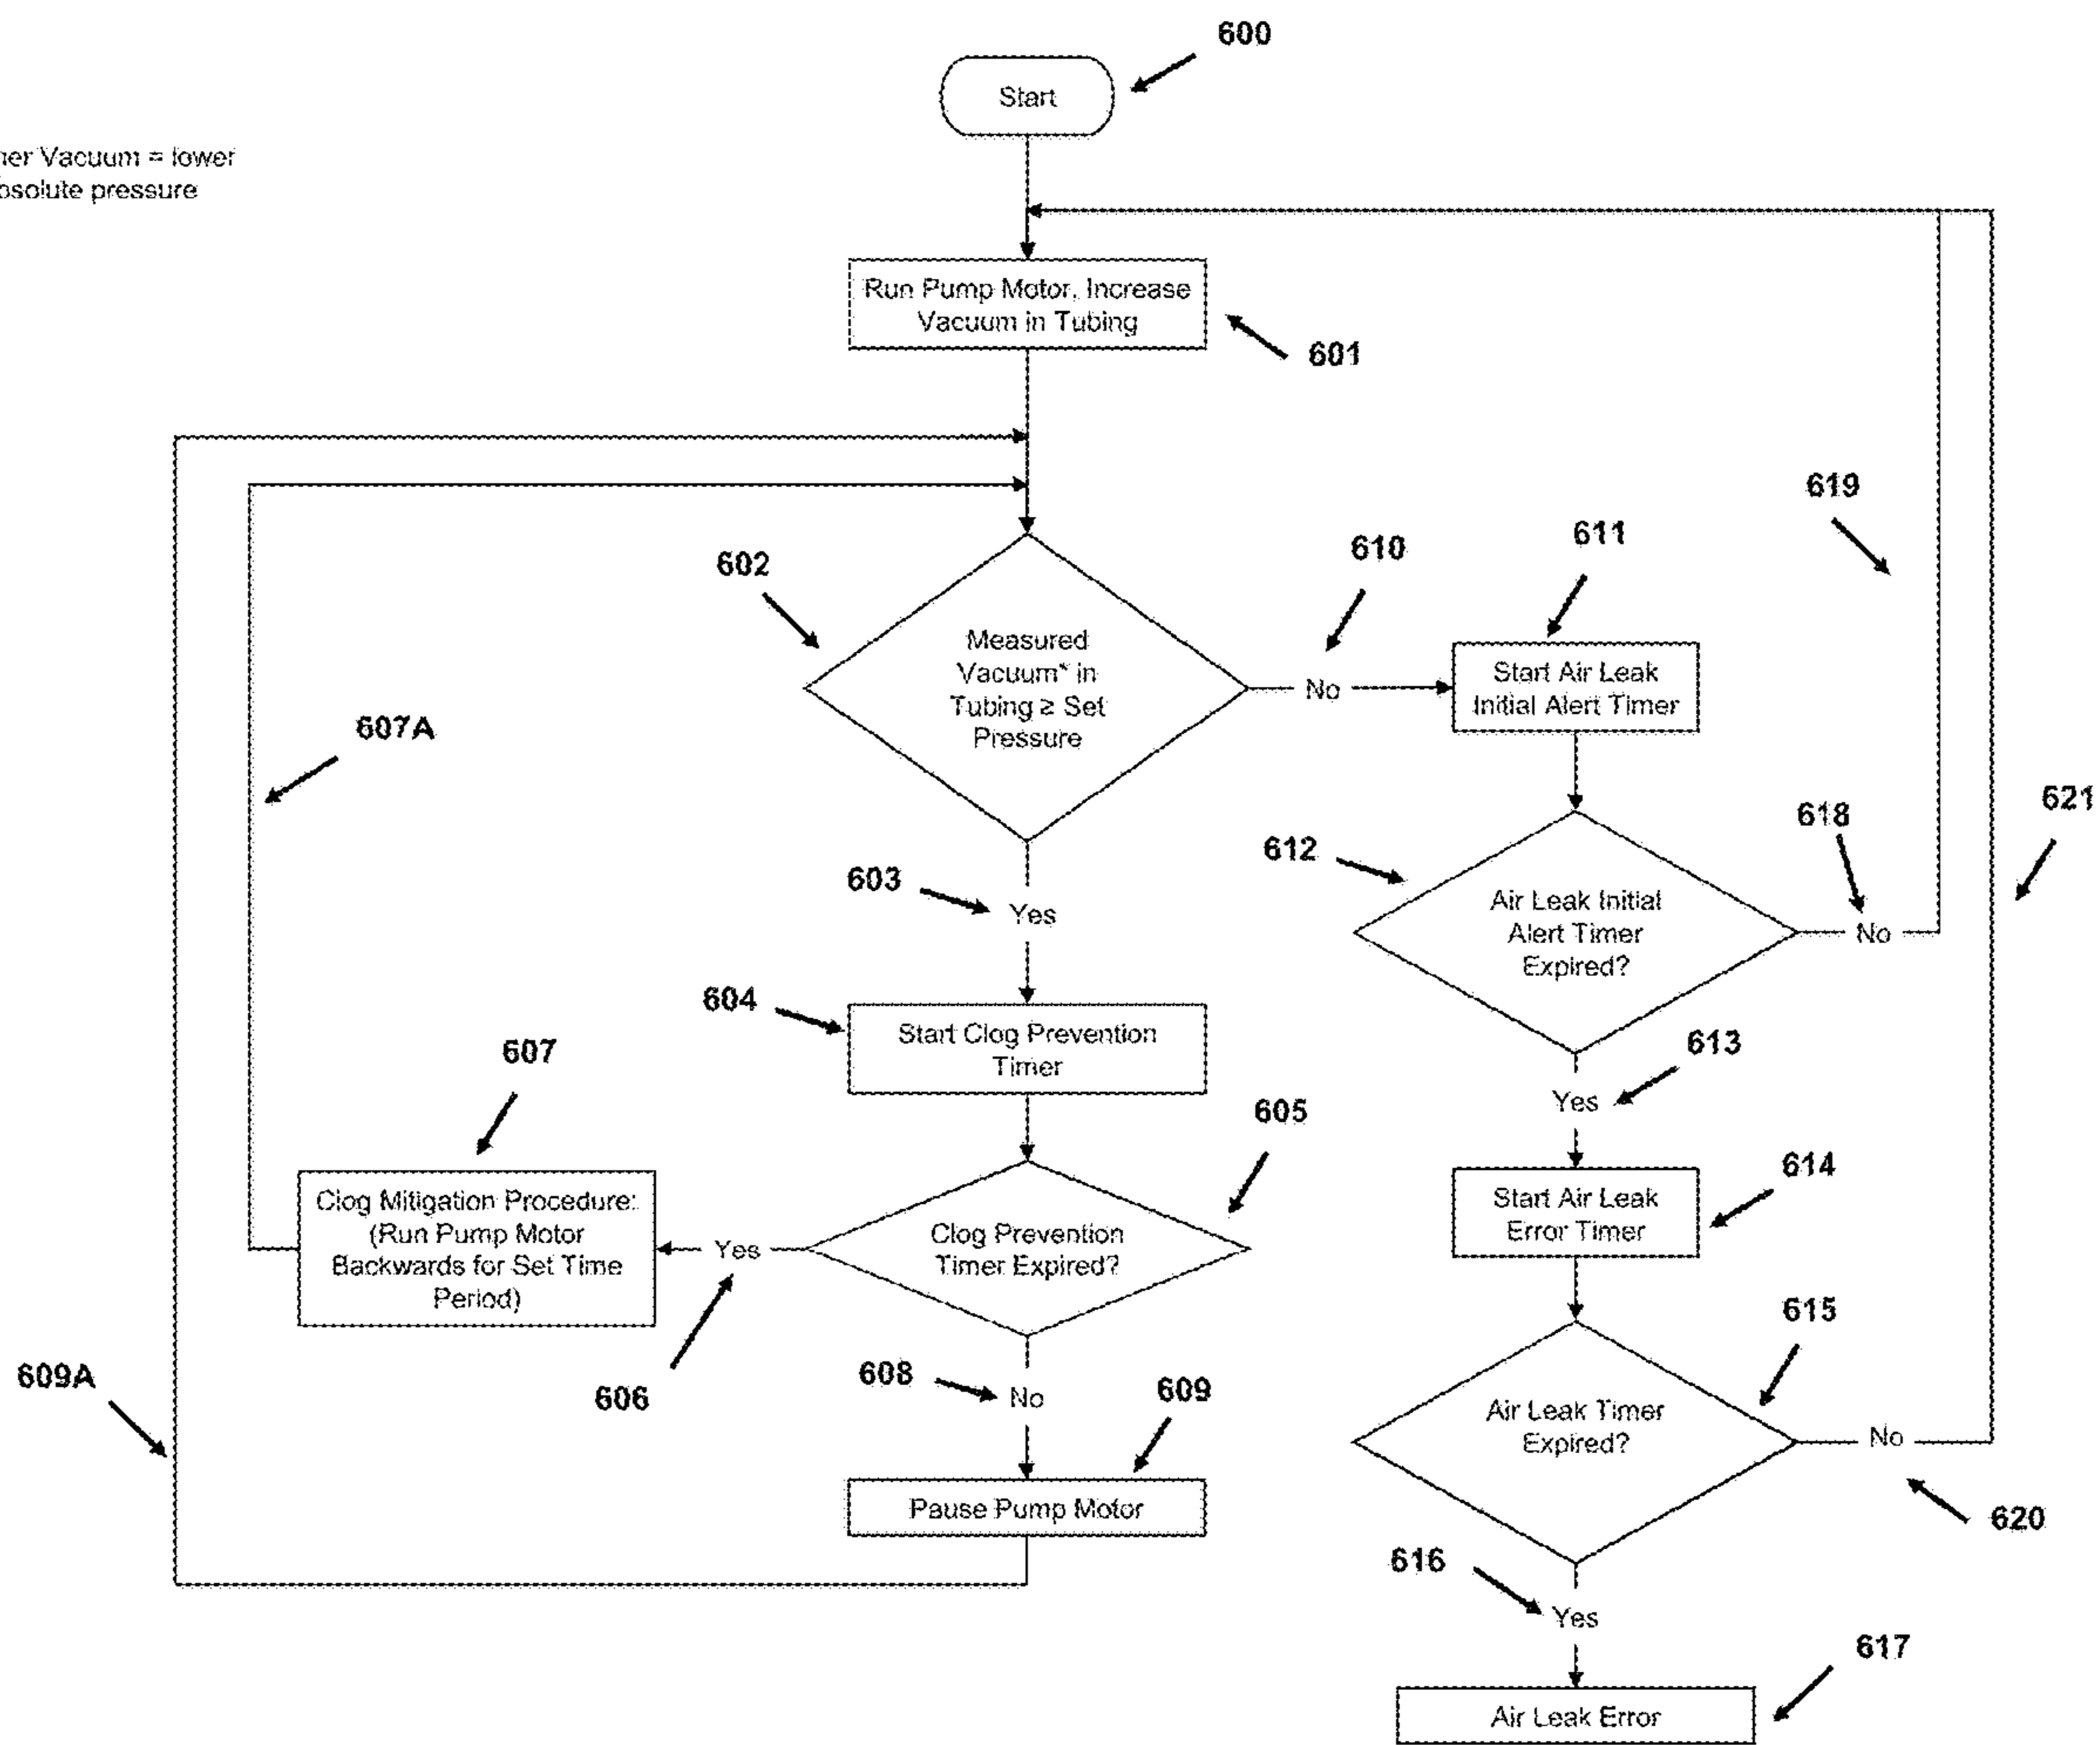 600
Start
Vacuum = lower
pressure
Run Pump Motor, Increase
Vacuum in Tubing
601
602
Measured
Vacuum* in
Tubing ≥ Set
Pressure
610
No
611
Start Air Leak
Initial Alert Timer
619
607A
603
Yes
612
Air Leak Initial
Alert Timer
Expired?
618
No
621
604
Start Clog Prevention
Timer
613
Yes
607
Clog Mitigation Procedure:
(Run Pump Motor
Backwards for Set Time
Period)
606
Yes
605
Clog Prevention
Timer Expired?
614
Start Air Leak
Error Timer
609A
608
No
609
Pause Pump Motor
615
Air Leak Timer
Expired?
No
620
616
Yes
617
Air Leak Error